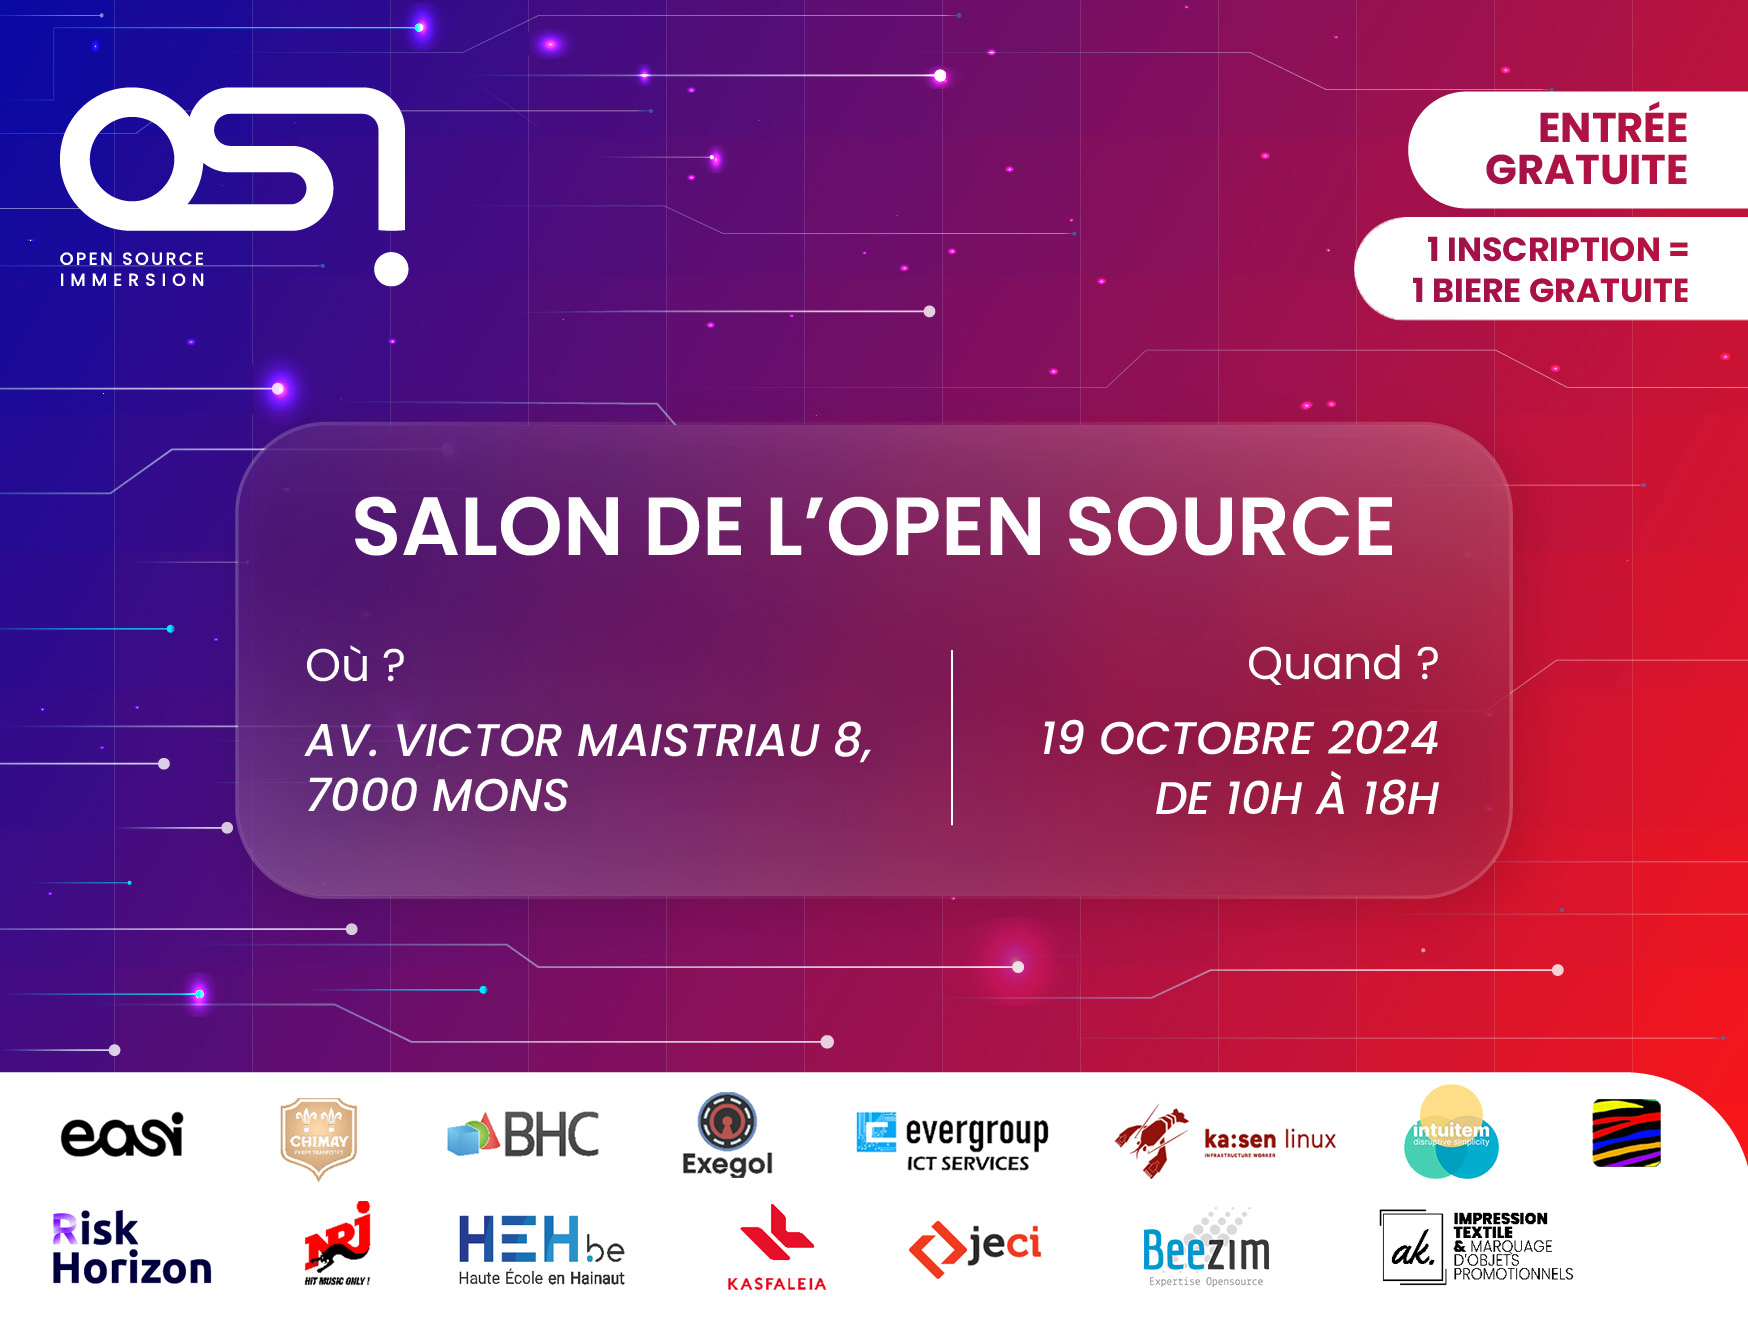 OSI
OPEN SOURCE
IMMERSION
ENTRÉE
GRATUITE
1 INSCRIPTION =
1 BIERE GRATUITE
SALON DE L’OPEN SOURCE
Où ?
AV. VICTOR MAISTRIAU 8,
7000 MONS
Quand ?
19 OCTOBRE 2024
DE 10H À 18H
easi
CHIMAY
BHC
Exegol
evergroup
ICT SERVICES
ka:sen linux
INFRASTRUCTURE WORKER
intuitem
disruptive simplicity
Risk
Horizon
NRJ
HIT MUSIC ONLY !
HEH.be
Haute École en Hainaut
KASFALEIA
jeci
Beezim
Expertise Opensource
ak.
IMPRESSION
TEXTILE
& MARQUAGE
D'OBJETS
PROMOTIONNELS